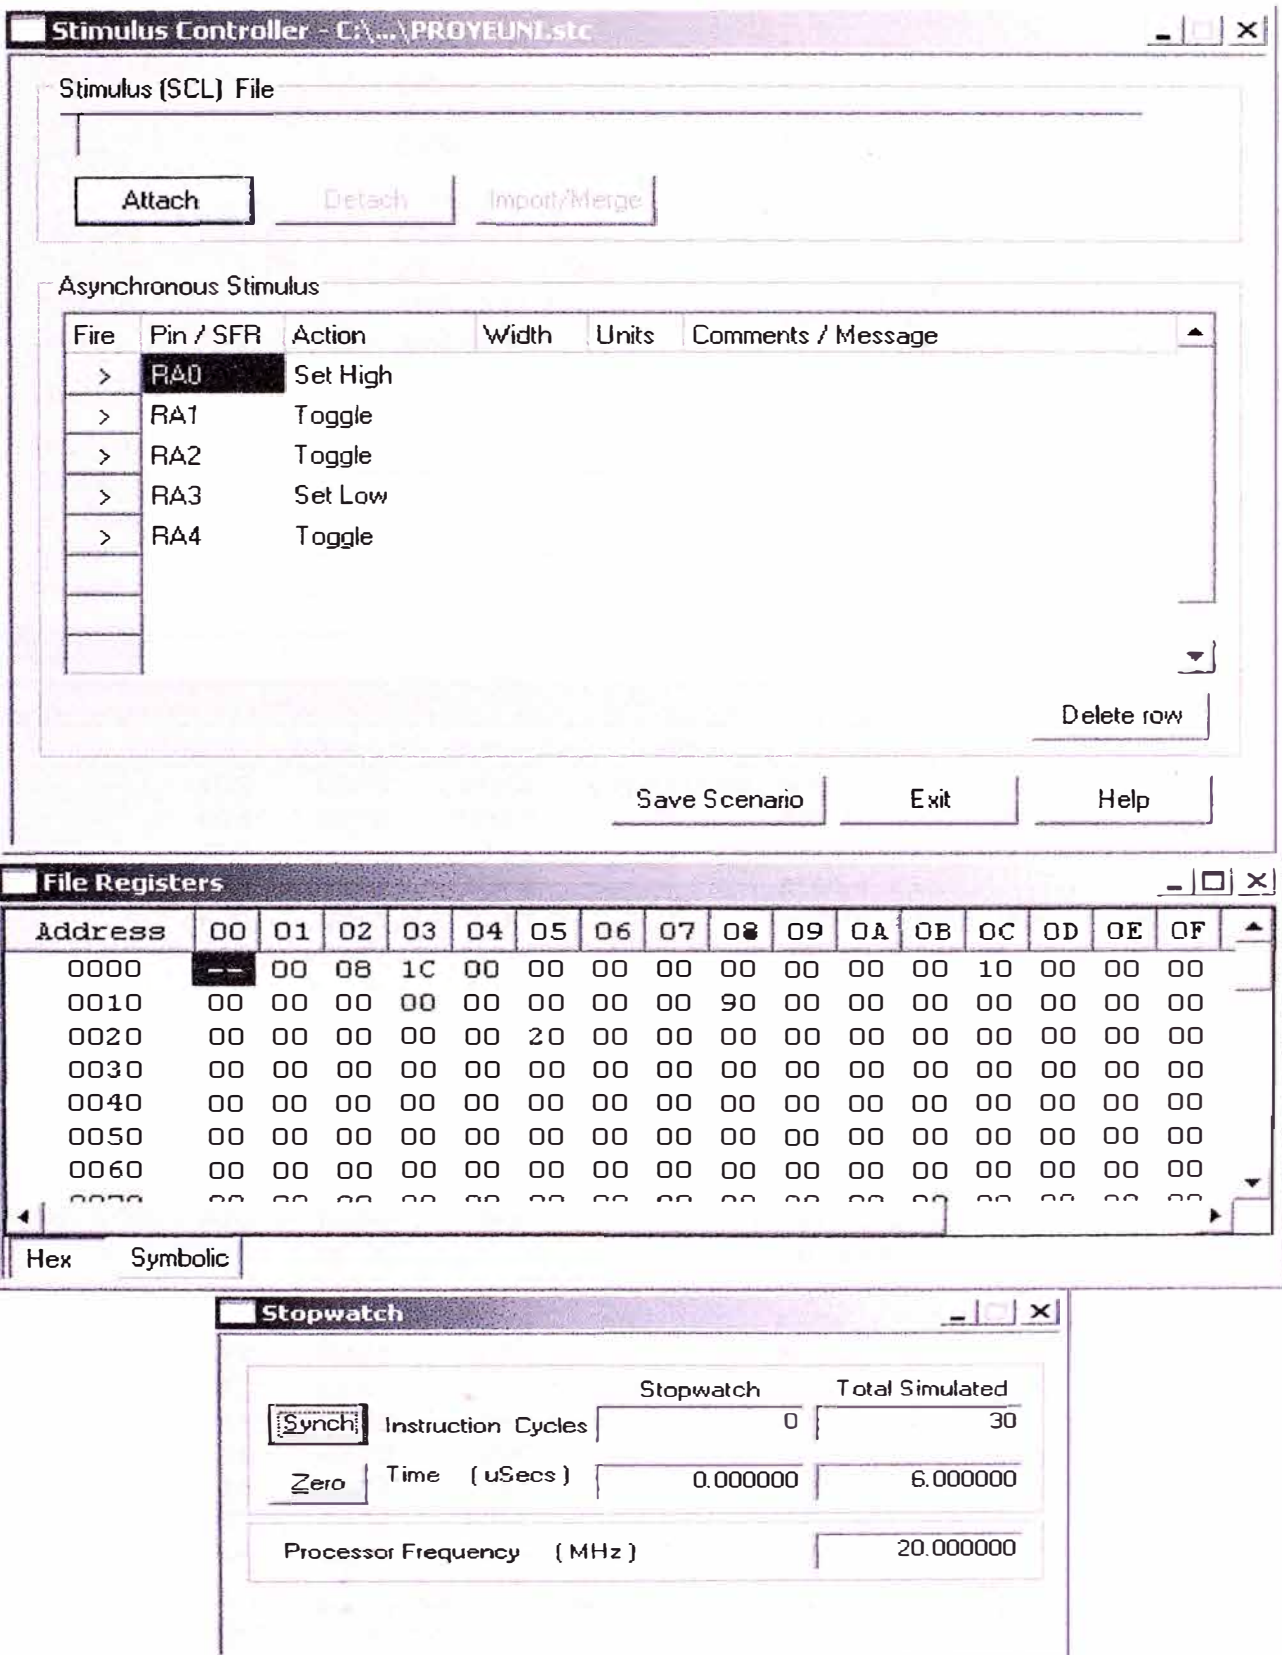 Stimulus Controller - C:\...\PROYEUNI.stc
Stimulus (SCL) File
Attach Detach Import/Merge
Asynchronous Stimulus
Fire Pin / SFR Action Width Units Comments / Message
> RA0 Set High
> RA1 Toggle
> RA2 Toggle
> RA3 Set Low
> RA4 Toggle
Delete row
Save Scenario Exit Help
File Registers
Address 00 01 02 03 04 05 06 07 08 09 0A 0B 0C 0D 0E 0F
0000 -- 00 08 1C 00 00 00 00 00 00 00 00 10 00 00 00
0010 00 00 00 00 00 00 00 00 90 00 00 00 00 00 00 00
0020 00 00 00 00 00 20 00 00 00 00 00 00 00 00 00 00
0030 00 00 00 00 00 00 00 00 00 00 00 00 00 00 00 00
0040 00 00 00 00 00 00 00 00 00 00 00 00 00 00 00 00
0050 00 00 00 00 00 00 00 00 00 00 00 00 00 00 00 00
0060 00 00 00 00 00 00 00 00 00 00 00 00 00 00 00 00
Hex Symbolic
Stopwatch
Stopwatch Total Simulated
Synch Instruction Cycles 0 30
Zero Time (uSecs) 0.000000 6.000000
Processor Frequency (MHz) 20.000000